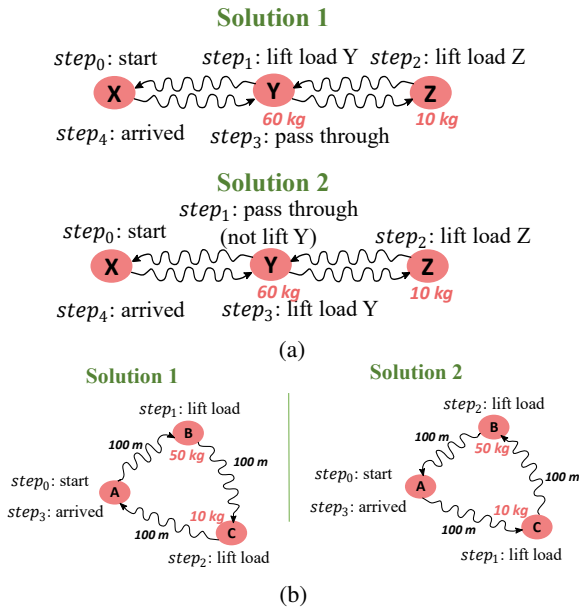 Solution 1
step₀: start
step₁: lift load Y
step₂: lift load Z
X
Y
Z
60 kg
10 kg
step₄: arrived
step₃: pass through
Solution 2
step₁: pass through
(not lift Y)
step₀: start
step₂: lift load Z
X
Y
Z
60 kg
10 kg
step₄: arrived
step₃: lift load Y
(a)
Solution 1
step₁: lift load
B
50 kg
100 m
100 m
step₀: start
A
step₃: arrived
10 kg
C
100 m
step₂: lift load
Solution 2
step₂: lift load
B
50 kg
100 m
100 m
step₀: start
A
step₃: arrived
10 kg
C
100 m
step₁: lift load
(b)